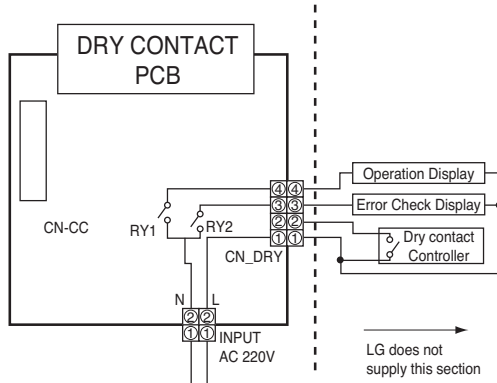 DRY CONTACT
PCB
CN-CC
RY1
RY2
④④
③③
②②
①①
CN_DRY
Operation Display
Error Check Display
Dry contact
Controller
N L
②②
①①
INPUT
AC 220V
LG does not
supply this section